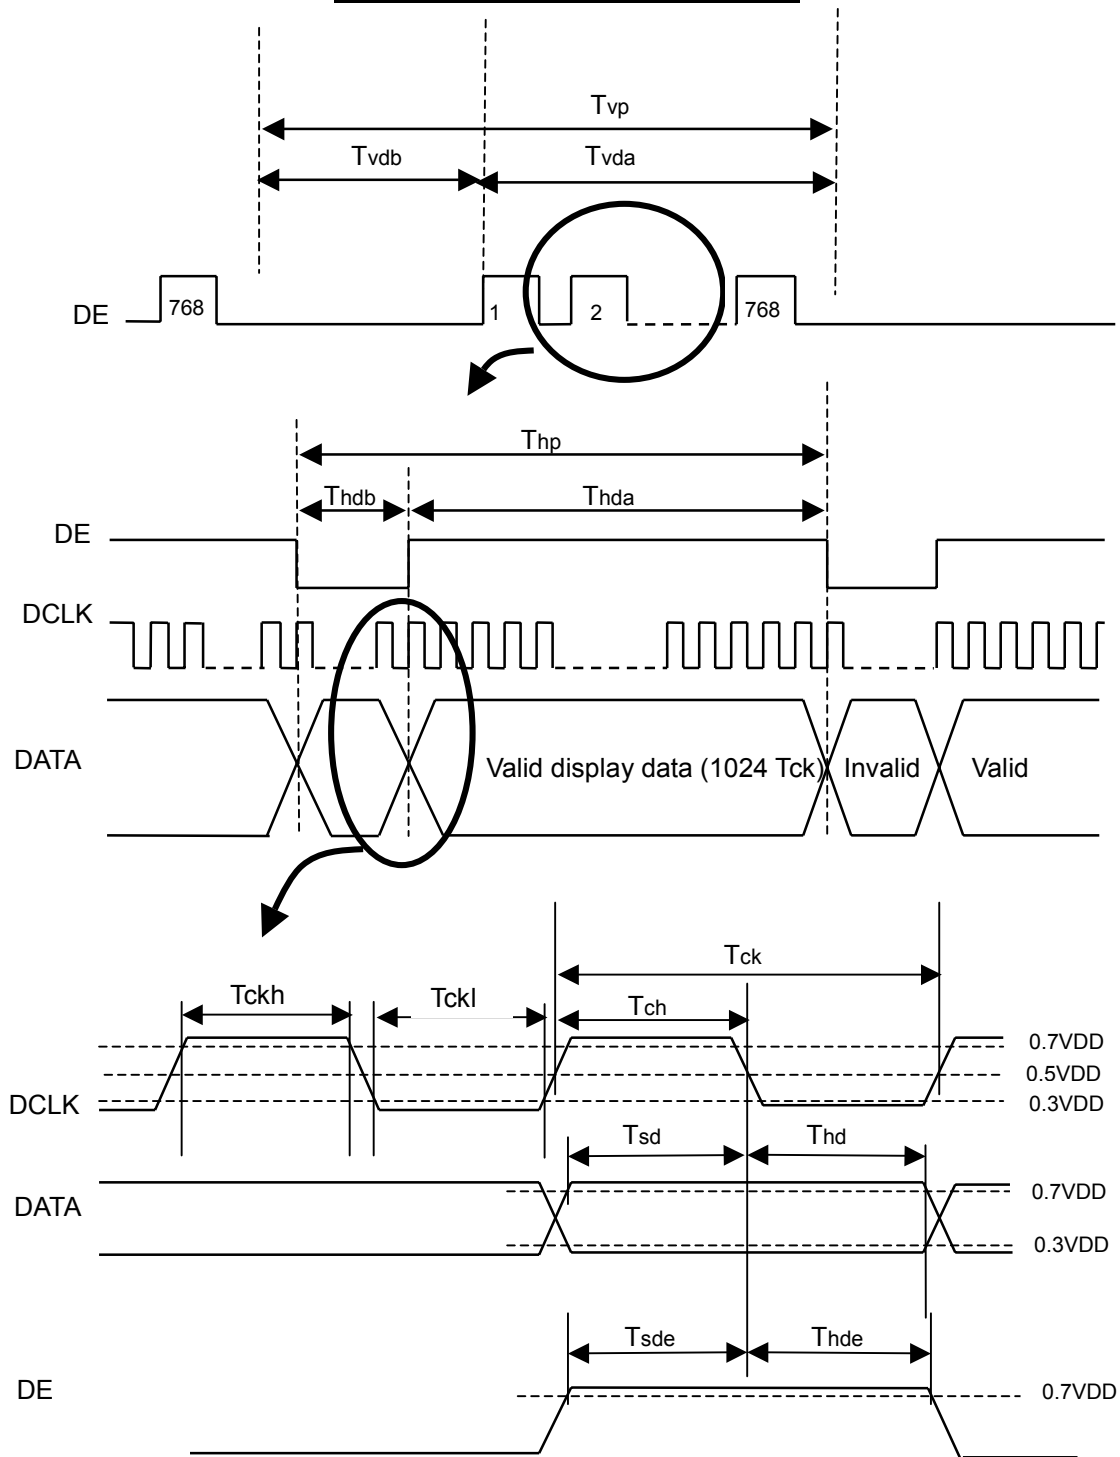 Tvp
Tvdb Tvda
DE 768 1 2 768
Thp
Thdb Thda
DE
DCLK
DATA Valid display data (1024 Tck) Invalid Valid
Tck
Tckh Tckl Tch
0.7VDD
0.5VDD
DCLK 0.3VDD
Tsd Thd
0.7VDD
DATA
0.3VDD
Tsde Thde
DE 0.7VDD